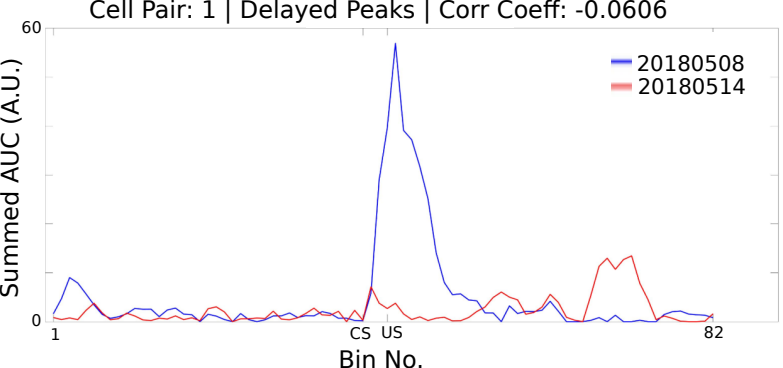 Cell Pair: 1 | Delayed Peaks | Corr Coeff: -0.0606
60
20180508
20180514
Summed AUC (A.U.)
0
1 CS US 82
Bin No.